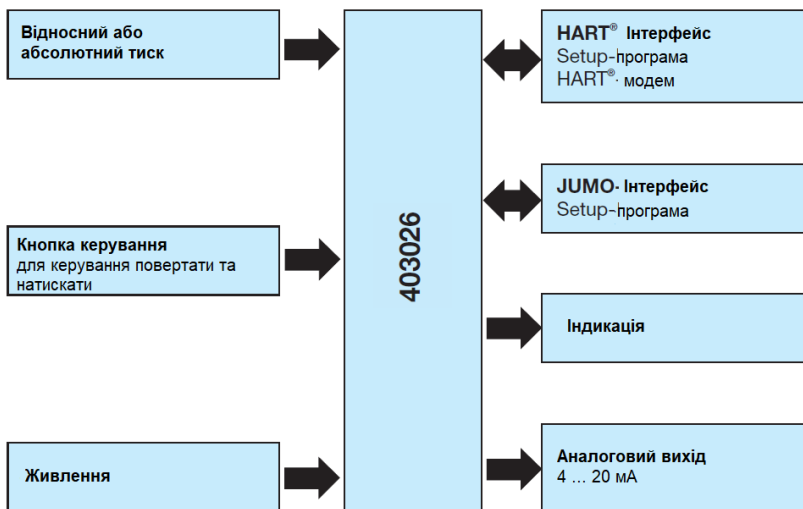 Відносний або
абсолютний тиск
Кнопка керування
для керування повертати та
натискати
Живлення
403026
HART® Інтерфейс
Setup-програма
HART®· модем
JUMO- Інтерфейс
Setup-програма
Індикація
Аналоговий вихід
4 ... 20 мА